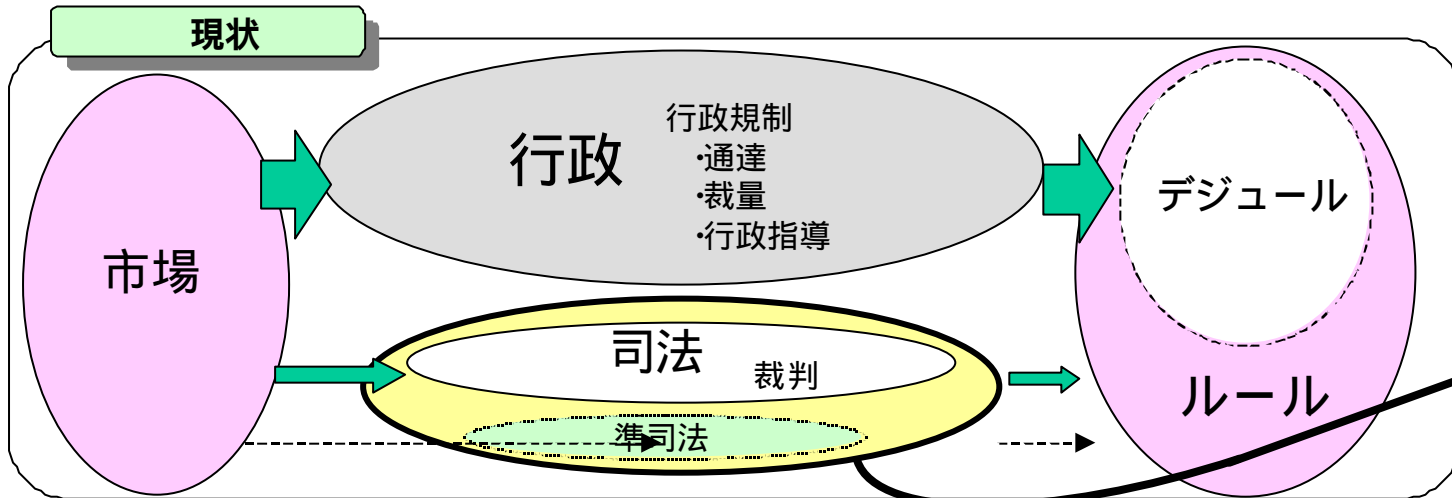 現状
市場
行政
行政規制
・通達
・裁量
・行政指導
司法
裁判
準司法
デジュール
ルール